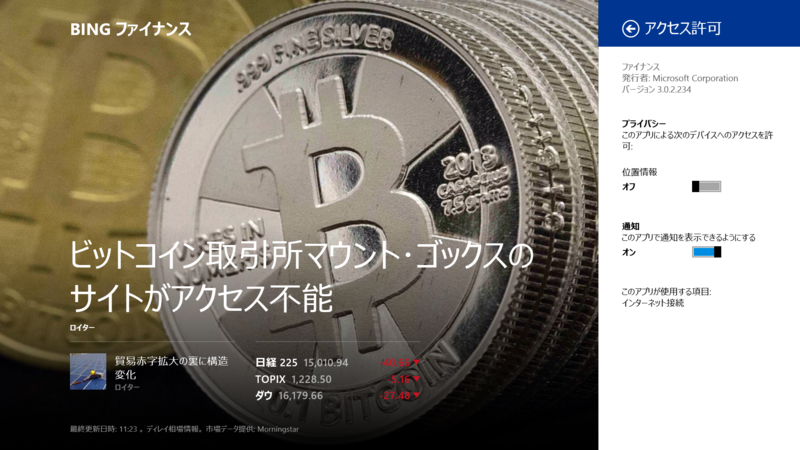 BING ファイナンス
.999 FINE SILVER
2013
CASASCIUS
7.5 grams
VIRES IN
NUMERIS
0.1 BITCOIN
ビットコイン取引所マウント・ゴックスの
サイトがアクセス不能
ロイター
貿易赤字拡大の裏に構造
変化
ロイター
日経 225 15,010.94
TOPIX 1,228.50 -5.16▼
ダウ 16,179.66 -27.48▼
最終更新日時: 11:23 。ディレイ相場情報。市場データ提供: Morningstar
アクセス許可
ファイナンス
発行者: Microsoft Corporation
バージョン 3.0.2.234
プライバシー
このアプリによる次のデバイスへのアクセスを許
可:
位置情報
オフ
通知
このアプリで通知を表示できるようにする
オン
このアプリが使用する項目:
インターネット接続